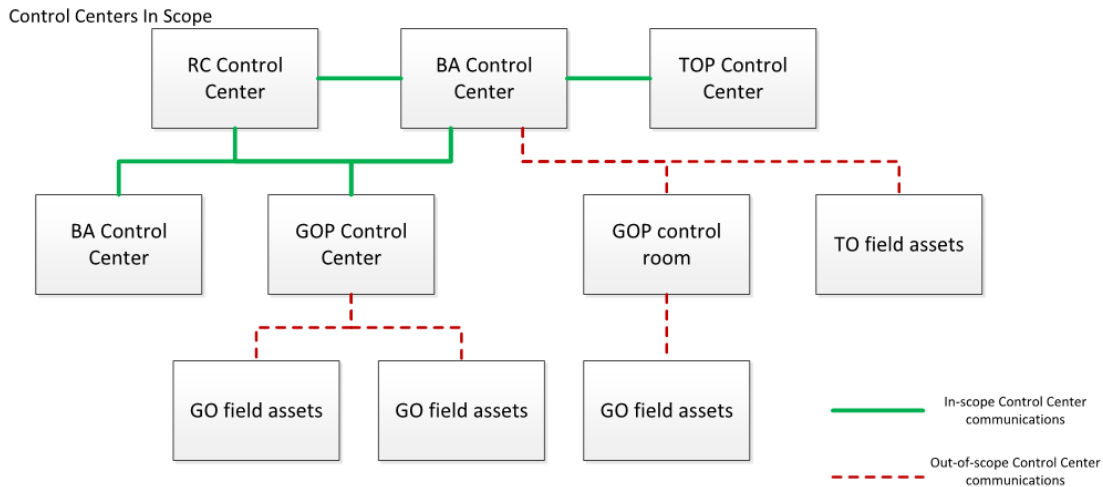 Control Centers In Scope
RC Control
Center
BA Control
Center
TOP Control
Center
BA Control
Center
GOP Control
Center
GOP control
room
TO field assets
GO field assets
GO field assets
GO field assets
In-scope Control Center
communications
Out-of-scope Control Center
communications